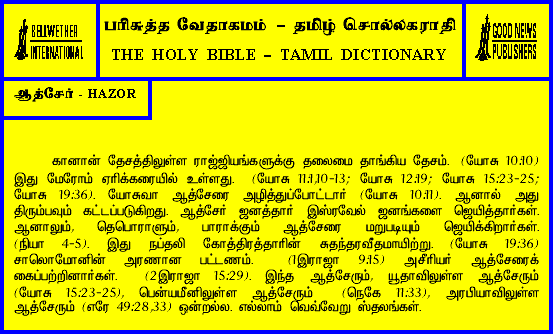 BELLWETHER
INTERNATIONAL
பரிசுத்த வேதாகமம் – தமிழ் சொல்லகராதி
THE HOLY BIBLE – TAMIL DICTIONARY
GOOD NEWS
PUBLISHERS
ஆத்சேர் - HAZOR
கானான் தேசத்திலுள்ள ராஜ்ஜியங்களுக்கு தலைமை தாங்கிய தேசம். (யோசு 10:10)
இது மேரோம் ஏரிக்கரையில் உள்ளது. (யோசு 11:1,10-13; யோசு 12:19; யோசு 15:23-25;
யோசு 19:36). யோசுவா ஆத்சேரை அழித்துப்போட்டார் (யோசு 10:11). ஆனால் அது
திரும்பவும் கட்டப்படுகிறது. ஆத்சேர் ஜனத்தார் இஸ்ரவேல் ஜனங்களை ஜெயித்தார்கள்.
ஆனாலும், தெபொராளும், பாராக்கும் ஆத்சேரை மறுபடியும் ஜெயிக்கிறார்கள்.
(நியா 4-5). இது நப்தலி கோத்திரத்தாரின் சுதந்தரவீதமாயிற்று. (யோசு 19:36)
சாலொமோனின் அரணான பட்டணம். (1இராஜா 9:15) அசீரியர் ஆத்சேரைக்
கைப்பற்றினார்கள். (2இராஜா 15:29). இந்த ஆத்சேரும், யூதாவிலுள்ள ஆத்சேரும்
(யோசு 15:23-25), பென்யமீனிலுள்ள ஆத்சேரும் (நெகே 11:33), அரபியாவிலுள்ள
ஆத்சேரும் (எரே 49:28,33) ஒன்றல்ல. எல்லாம் வெவ்வேறு ஸ்தலங்கள்.